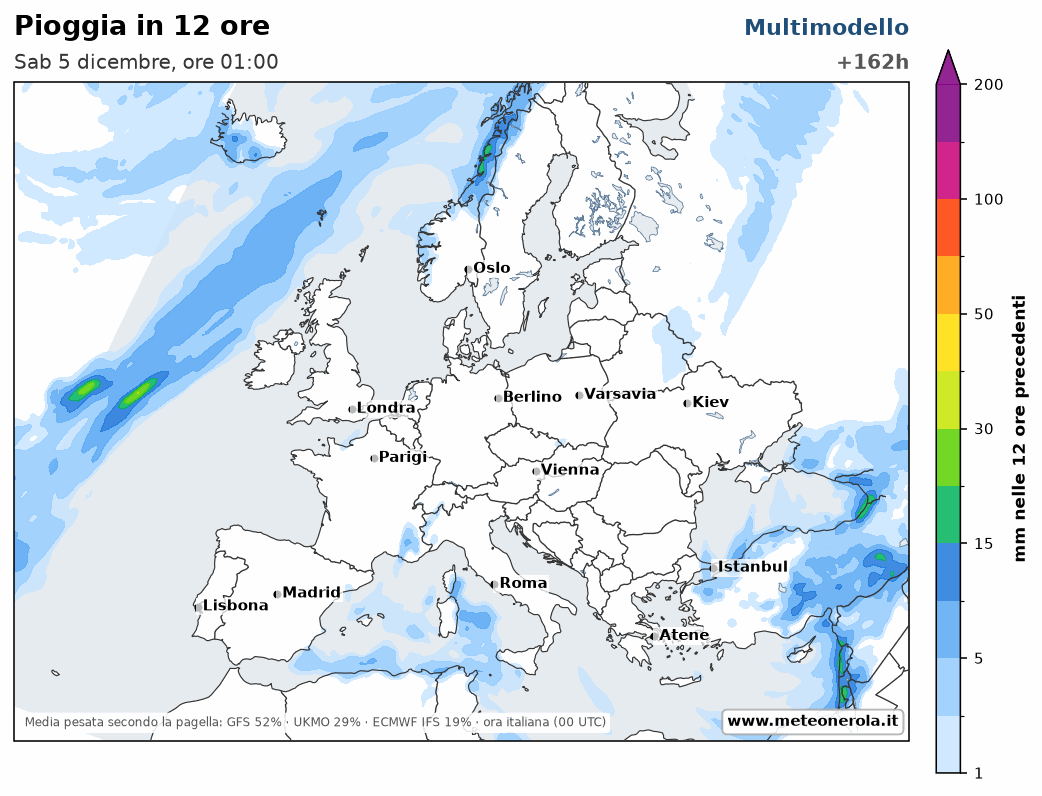 Pioggia in 12 ore
Multimodello
Sab 5 dicembre, ore 01:00
+162h
200
100
50
30
15
5
1
mm nelle 12 ore precedenti
Oslo
Berlino
Varsavia
Kiev
Londra
Parigi
Vienna
Istanbul
Roma
Madrid
Lisbona
Atene
Media pesata secondo la pagella: GFS 52% · UKMO 29% · ECMWF IFS 19% · ora italiana (00 UTC)
www.meteonerola.it